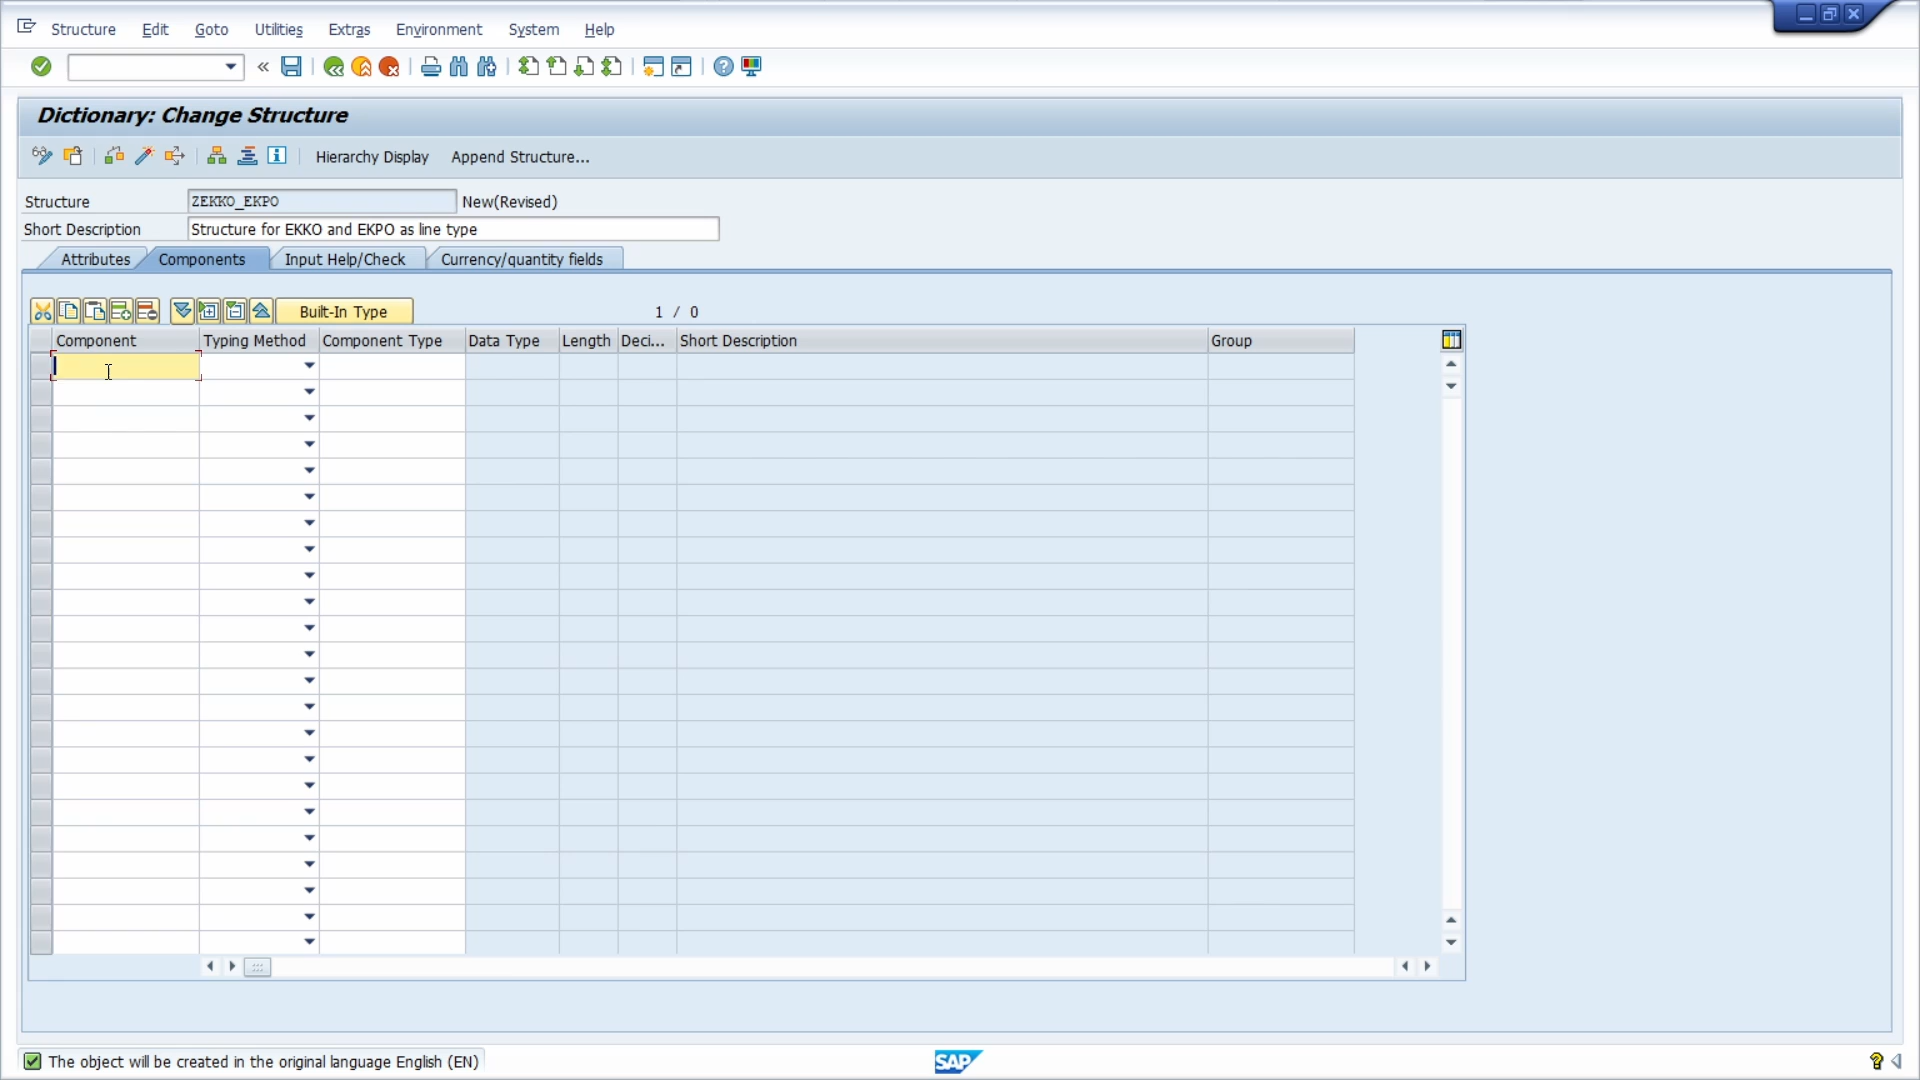 Structure Edit Goto Utilities Extras Environment System Help
Dictionary: Change Structure
Hierarchy Display Append Structure...
Structure ZEKKO_EKPO New(Revised)
Short Description Structure for EKKO and EKPO as line type
Attributes Components Input Help/Check Currency/quantity fields
Built-In Type 1 / 0
Component Typing Method Component Type Data Type Length Deci... Short Description Group
The object will be created in the original language English (EN) SAP